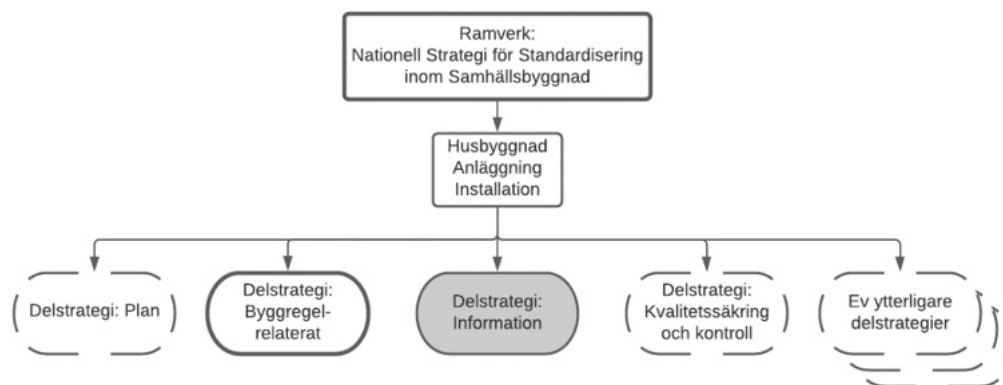 Ramverk:
Nationell Strategi för Standardisering
inom Samhällsbyggnad
Husbyggnad
Anläggning
Installation
Delstrategi: Plan
Delstrategi:
Byggregel-
relaterat
Delstrategi:
Information
Delstrategi:
Kvalitetssäkring
och kontroll
Ev ytterligare
delstrategier